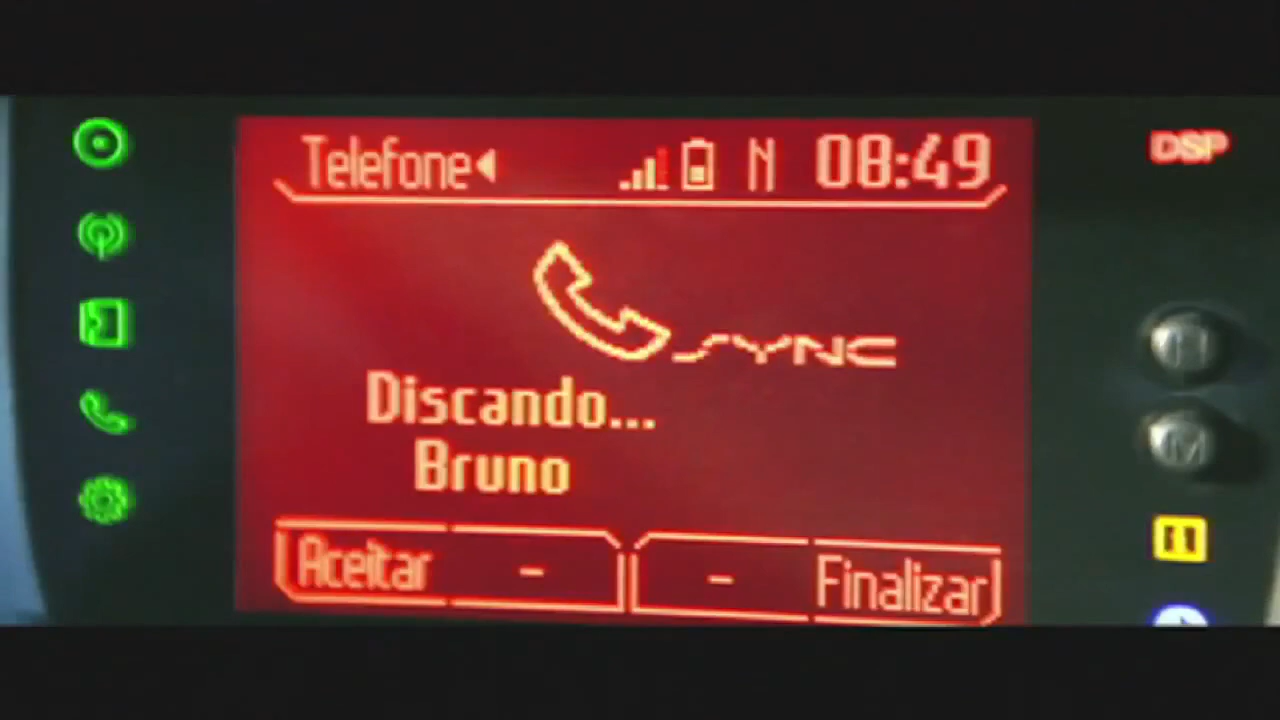 Telefone N 08:49
DSP
SYNC
Discando...
Bruno
Aceitar - - Finalizar
H
M